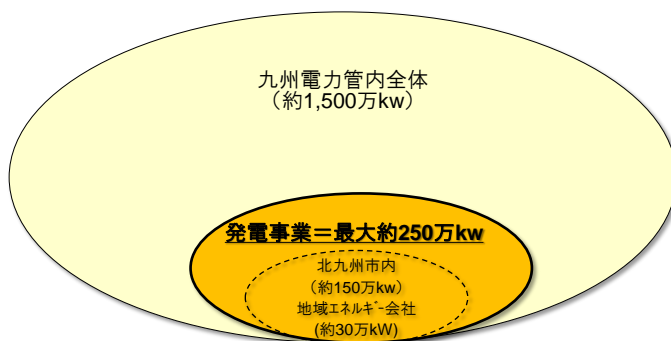 九州電力管内全体
（約1,500万kw）
発電事業＝最大約250万kw
北九州市内
（約150万kw）
地域エネルギｰ会社
(約30万kW)